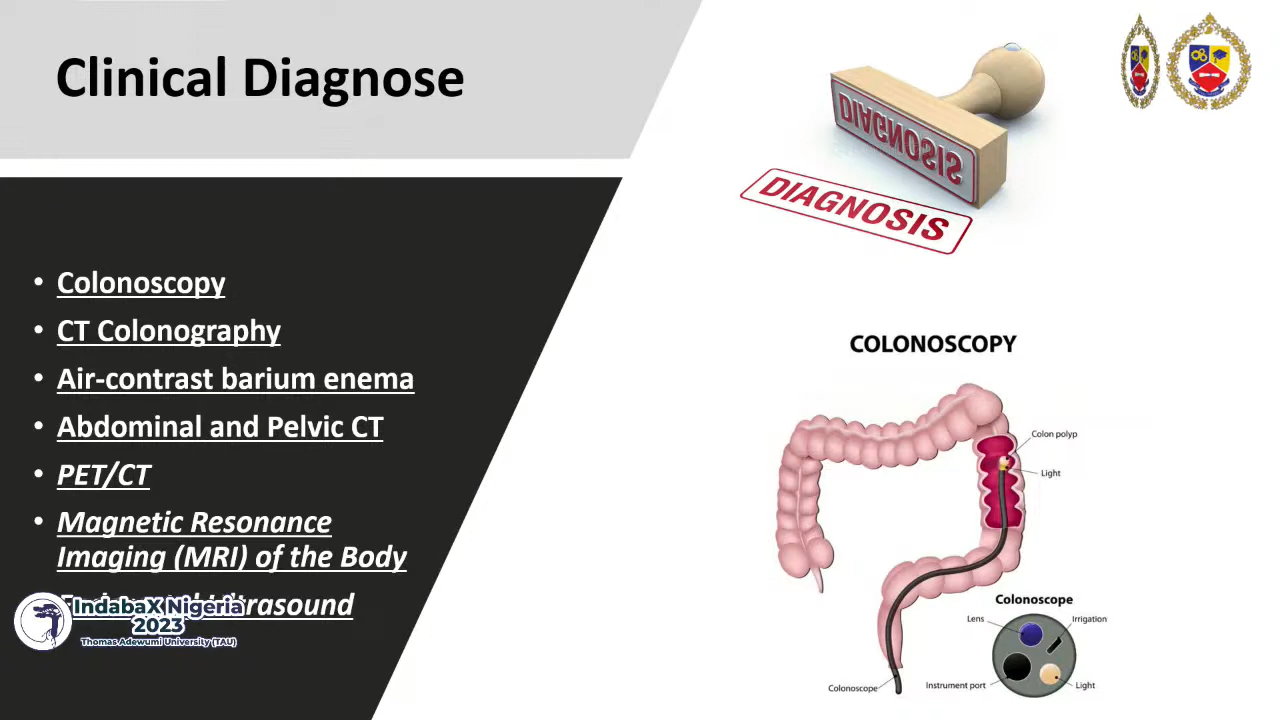 Clinical Diagnose
DIAGNOSIS
DIAGNOSIS
• Colonoscopy
• CT Colonography
• Air-contrast barium enema
• Abdominal and Pelvic CT
• PET/CT
• Magnetic Resonance
Imaging (MRI) of the Body
Ultrasound
IndabaX Nigeria
2023
Thomas Adewumi University (TAU)
COLONOSCOPY
Colon polyp
Light
Colonoscope
Lens
Irrigation
Instrument port
Light
Colonoscope